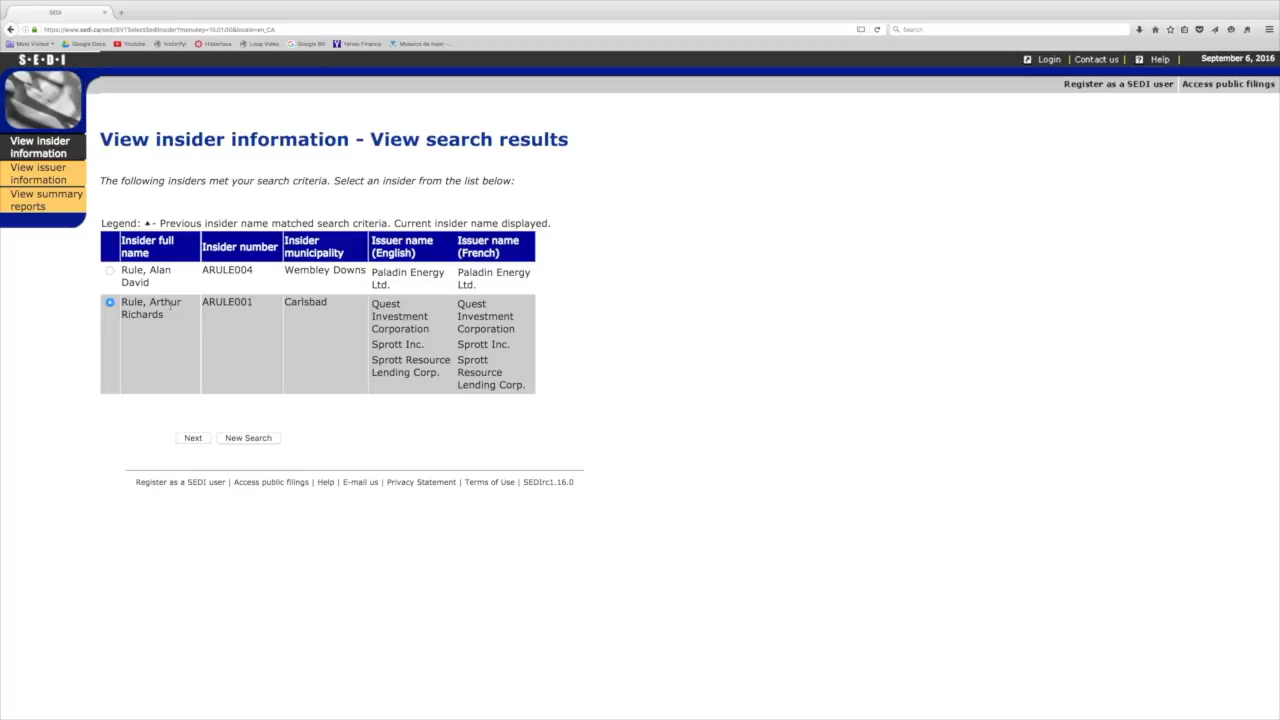 SEDI
https://www.sedi.ca/sedi/SVTSelectSediInsider?menukey=15.01.00&locale=en_CA
Search
Most Visited
Google Docs
Youtube
historify!
Historious
Loop Video
Google Bill
Yahoo Finance
Mosaico de hojel -...
S•E•D•I
Login | Contact us | Help |
September 6, 2016
Register as a SEDI user
Access public filings
View insider
information
View issuer
information
View summary
reports
View insider information - View search results
The following insiders met your search criteria. Select an insider from the list below:
Legend: ▲- Previous insider name matched search criteria. Current insider name displayed.
Insider full
name
Insider number
Insider
municipality
Issuer name
(English)
Issuer name
(French)
Rule, Alan
David
ARULE004
Wembley Downs
Paladin Energy
Ltd.
Paladin Energy
Ltd.
Rule, Arthur
Richards
ARULE001
Carlsbad
Quest
Investment
Corporation
Sprott Inc.
Sprott Resource
Lending Corp.
Quest
Investment
Corporation
Sprott Inc.
Sprott
Resource
Lending Corp.
Next
New Search
Register as a SEDI user | Access public filings | Help | E-mail us | Privacy Statement | Terms of Use | SEDIrc1.16.0